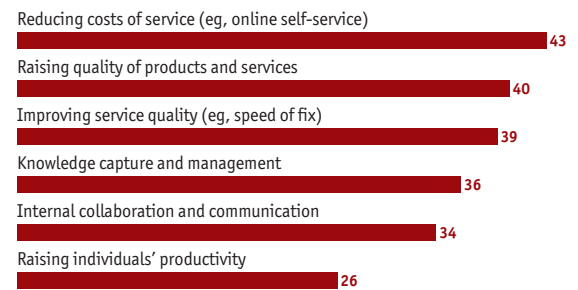 Reducing costs of service (eg, online self-service)
43
Raising quality of products and services
40
Improving service quality (eg, speed of fix)
39
Knowledge capture and management
36
Internal collaboration and communication
34
Raising individuals’ productivity
26